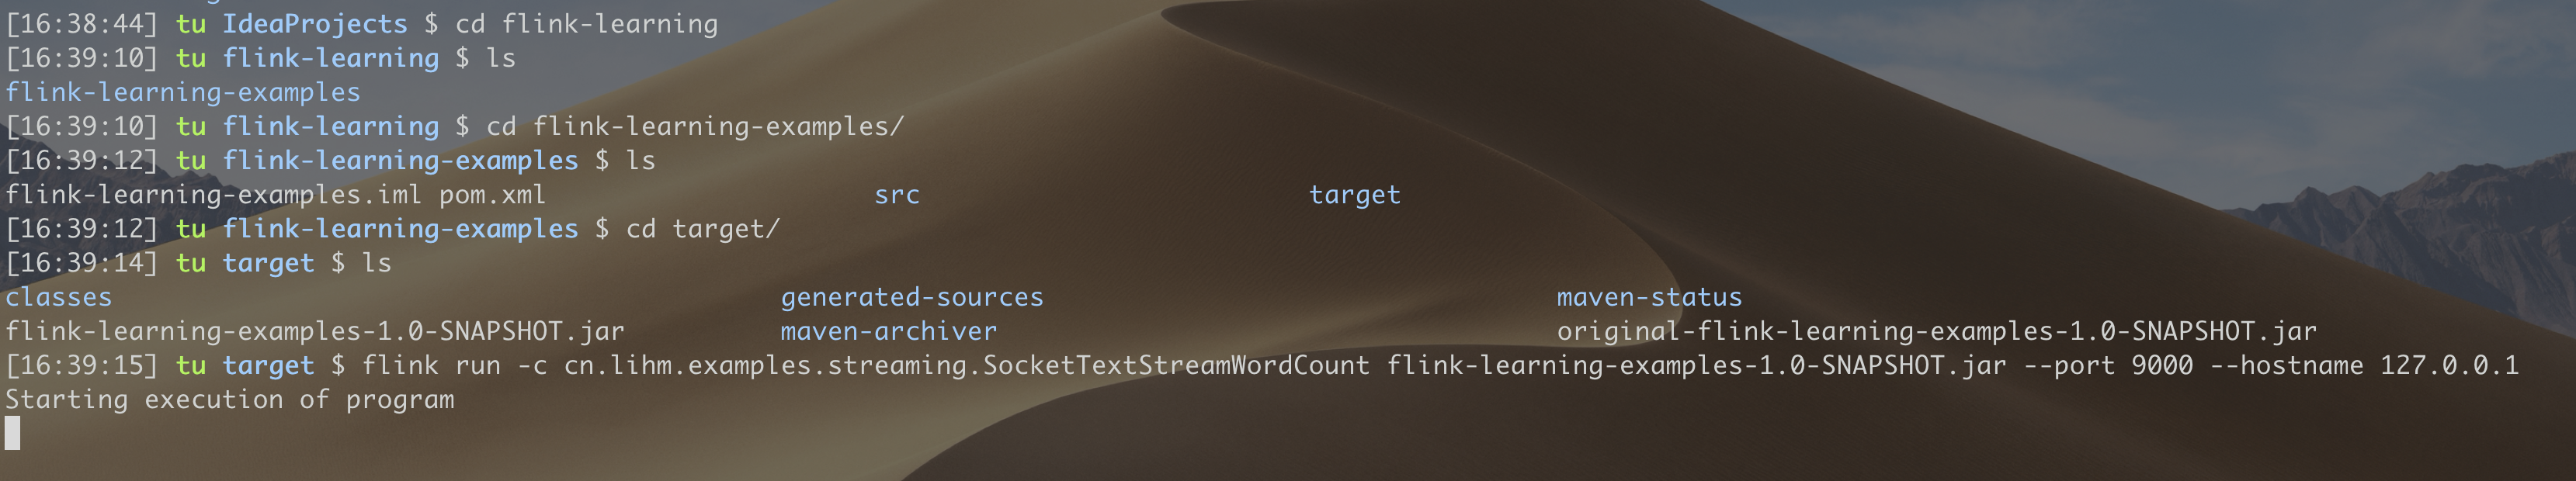 [16:38:44] tu IdeaProjects $ cd flink-learning
[16:39:10] tu flink-learning $ ls
flink-learning-examples
[16:39:10] tu flink-learning $ cd flink-learning-examples/
[16:39:12] tu flink-learning-examples $ ls
flink-learning-examples.iml pom.xml src target
[16:39:12] tu flink-learning-examples $ cd target/
[16:39:14] tu target $ ls
classes generated-sources maven-status
flink-learning-examples-1.0-SNAPSHOT.jar maven-archiver original-flink-learning-examples-1.0-SNAPSHOT.jar
[16:39:15] tu target $ flink run -c cn.lihm.examples.streaming.SocketTextStreamWordCount flink-learning-examples-1.0-SNAPSHOT.jar --port 9000 --hostname 127.0.0.1
Starting execution of program